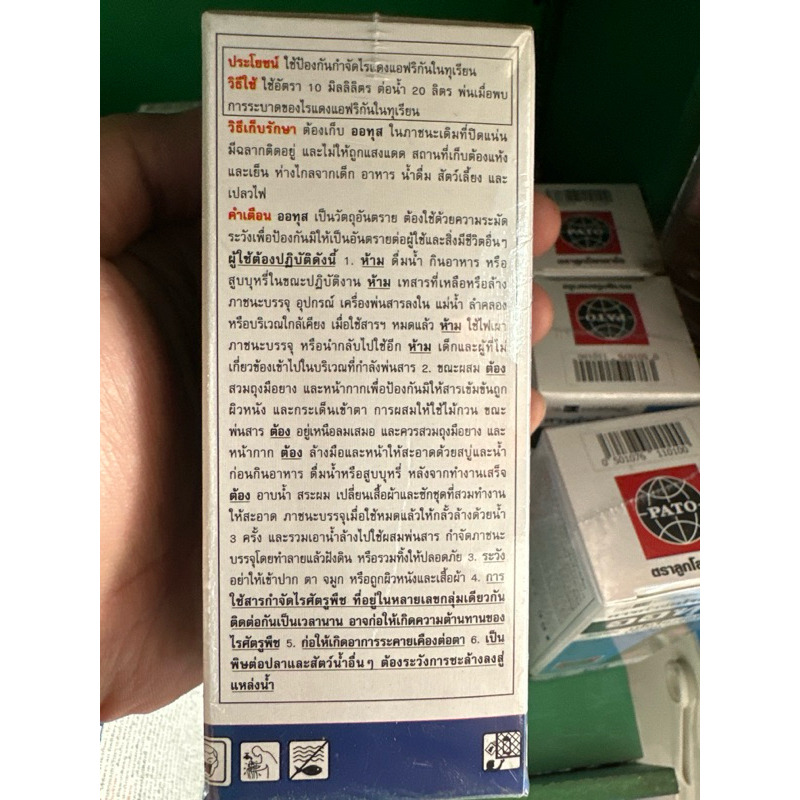 ประโยชน์ ใช้ป้องกันกำจัดไรแดงแอฟริกันในทุเรียน
วิธีใช้ ใช้อัตรา 10 มิลลิลิตร ต่อน้ำ 20 ลิตร พ่นเมื่อพบ
การระบาดของไรแดงแอฟริกันในทุเรียน
วิธีเก็บรักษา ต้องเก็บ ออทุส ในภาชนะเดิมที่ปิดแน่น
มีฉลากติดอยู่ และไม่ให้ถูกแสงแดด สถานที่เก็บต้องแห้ง
และเย็น ห่างไกลจากเด็ก อาหาร น้ำดื่ม สัตว์เลี้ยง และ
เปลวไฟ
คำเตือน ออทุส เป็นวัตถุอันตราย ต้องใช้ด้วยความระมัด
ระวังเพื่อป้องกันมิให้เป็นอันตรายต่อผู้ใช้และสิ่งมีชีวิตอื่นๆ
ผู้ใช้ต้องปฏิบัติดังนี้ 1. ห้าม ดื่มน้ำ กินอาหาร หรือ
สูบบุหรี่ในขณะปฏิบัติงาน ห้าม เทสารที่เหลือหรือล้าง
ภาชนะบรรจุ อุปกรณ์ เครื่องพ่นสารลงใน แม่น้ำ ลำคลอง
หรือบริเวณใกล้เคียง เมื่อใช้สารฯ หมดแล้ว ห้าม ใช้ไฟเผา
ภาชนะบรรจุ หรือนำกลับไปใช้อีก ห้าม เด็กและผู้ที่ไม่
เกี่ยวข้องเข้าไปในบริเวณที่กำลังพ่นสาร 2. ขณะผสม ต้อง
สวมถุงมือยาง และหน้ากากเพื่อป้องกันมิให้สารเข้มข้นถูก
ผิวหนัง และกระเด็นเข้าตา การผสมให้ใช้ไม้กวน ขณะ
พ่นสาร ต้อง อยู่เหนือลมเสมอ และควรสวมถุงมือยาง และ
หน้ากาก ต้อง ล้างมือและหน้าให้สะอาดด้วยสบู่และน้ำ
ก่อนกินอาหาร ดื่มน้ำหรือสูบบุหรี่ หลังจากทำงานเสร็จ
ต้อง อาบน้ำ สระผม เปลี่ยนเสื้อผ้าและซักชุดที่สวมทำงาน
ให้สะอาด ภาชนะบรรจุเมื่อใช้หมดแล้วให้กลั้วล้างด้วยน้ำ
3 ครั้ง และรวมเอาน้ำล้างไปใช้ผสมพ่นสาร กำจัดภาชนะ
บรรจุโดยทำลายแล้วฝังดิน หรือรวมทิ้งให้ปลอดภัย 3. ระวัง
อย่าให้เข้าปาก ตา จมูก หรือถูกผิวหนังและเสื้อผ้า 4. การ
ใช้สารกำจัดไรศัตรูพืช ที่อยู่ในหลายเลขกลุ่มเดียวกัน
ติดต่อกันเป็นเวลานาน อาจก่อให้เกิดความต้านทานของ
ไรศัตรูพืช 5. ก่อให้เกิดอาการระคายเคืองต่อตา 6. เป็น
พิษต่อปลาและสัตว์น้ำอื่นๆ ต้องระวังการชะล้างลงสู่
แหล่งน้ำ
PATO
PATO
0 501076 110100
PATO
ตราลูกโล